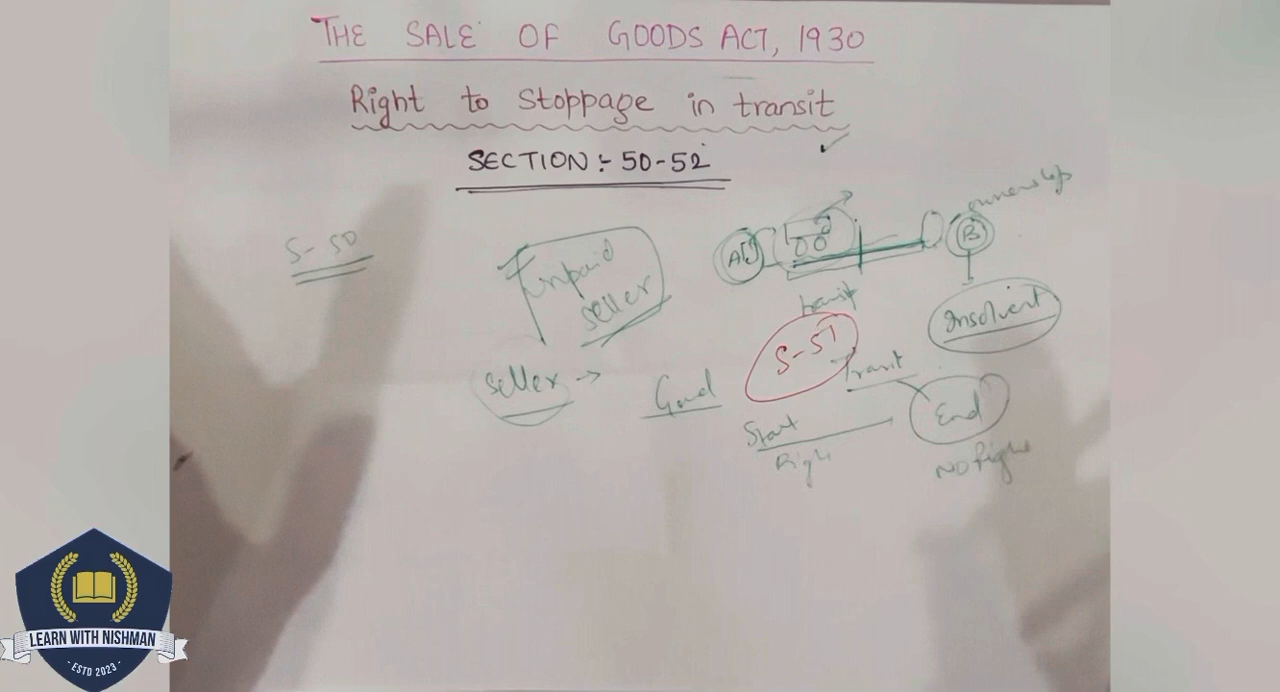 THE SALE OF GOODS ACT, 1930
Right to Stoppage in transit
SECTION :- 50-52
S-50
unpaid
seller
A
B
ownership
transit
Insolvent
S-51
seller →
Good
Transit
Start
End
Right
No Right
LEARN WITH NISHMAN
- ESTD 2023 -